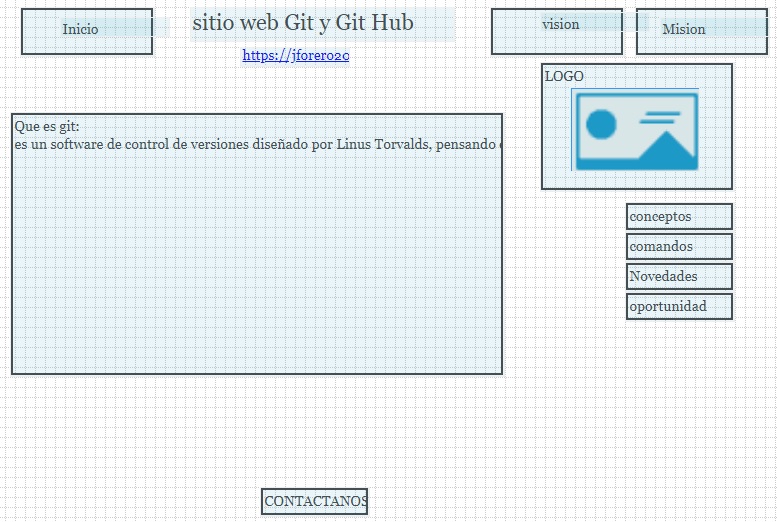 Inicio
sitio web Git y Git Hub
vision
Mision
https://jforero20
LOGO
Que es git:
es un software de control de versiones diseñado por Linus Torvalds, pensando
conceptos
comandos
Novedades
oportunidad
CONTACTANOS